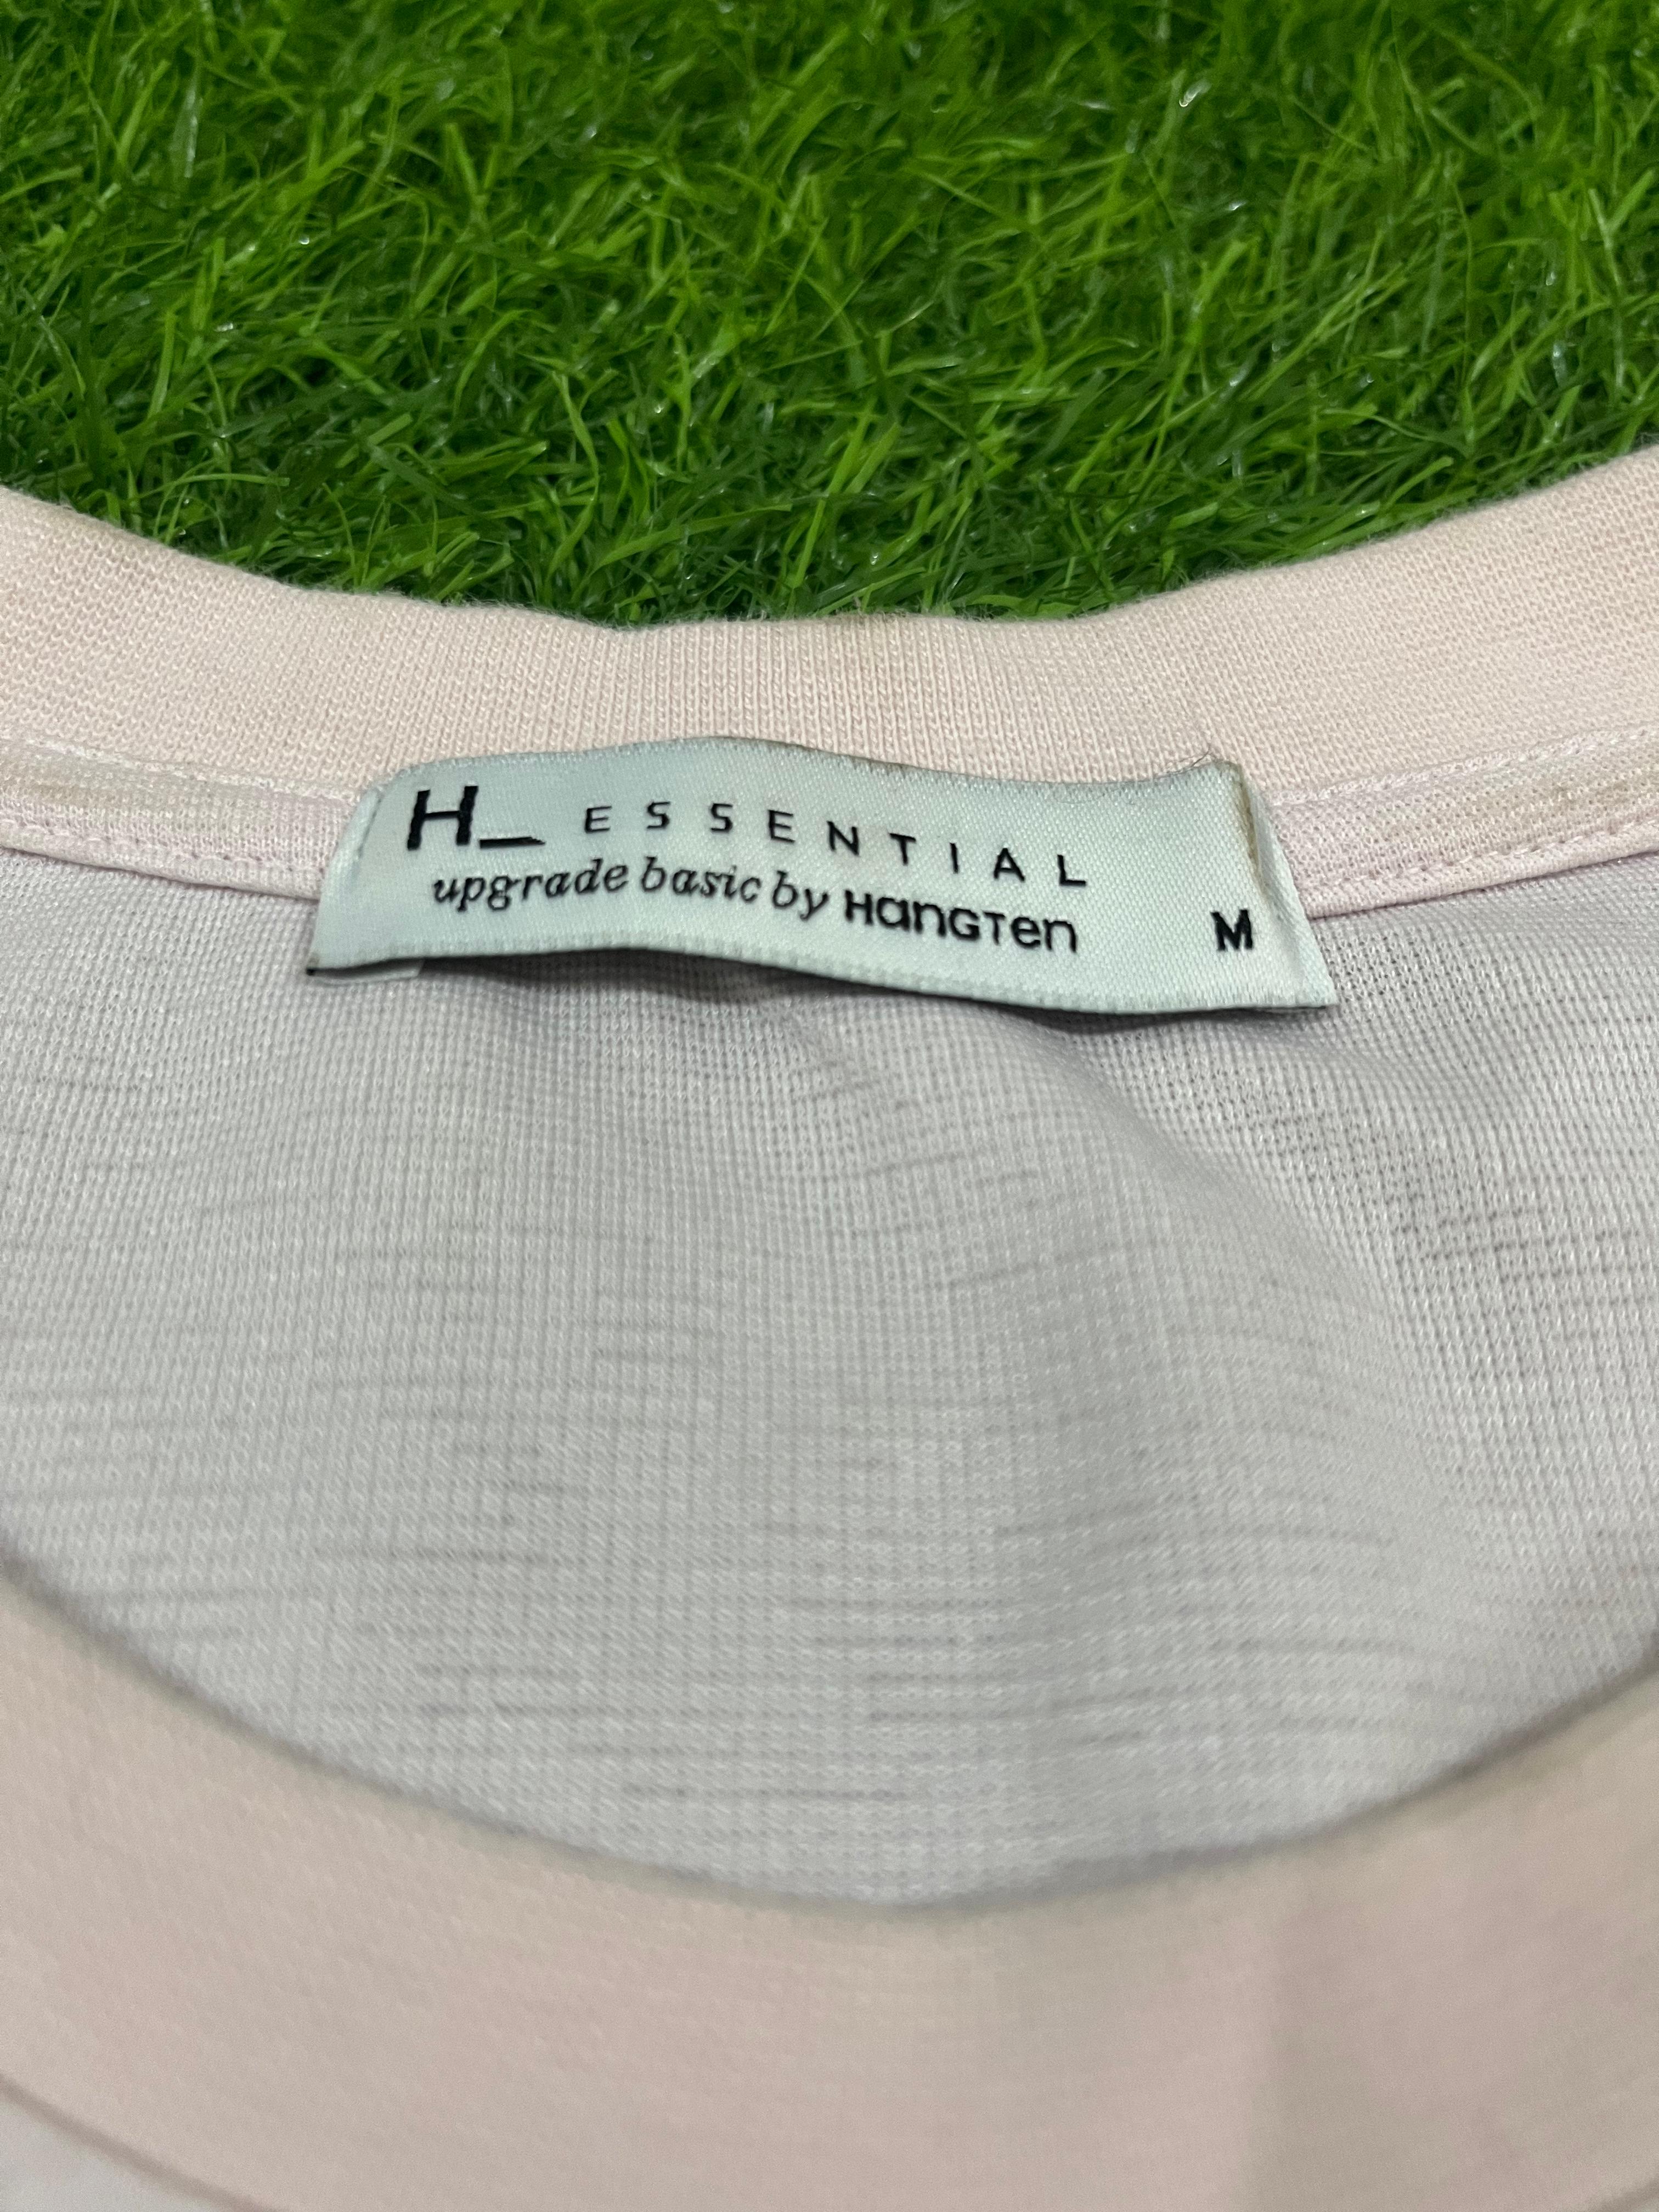 H_ ESSENTIAL
upgrade basic by HanGTen
M